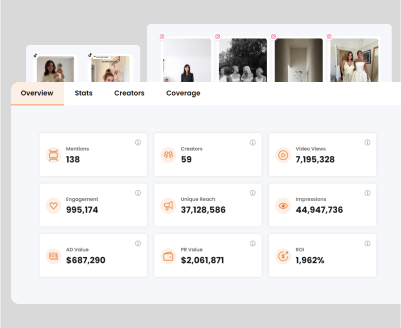 Overview Stats Creators Coverage
Mentions
138
Creators
59
Video Views
7,195,328
Engagement
995,174
Unique Reach
37,128,586
Impressions
44,947,736
AD Value
$687,290
PR Value
$2,061,871
ROI
1,962%